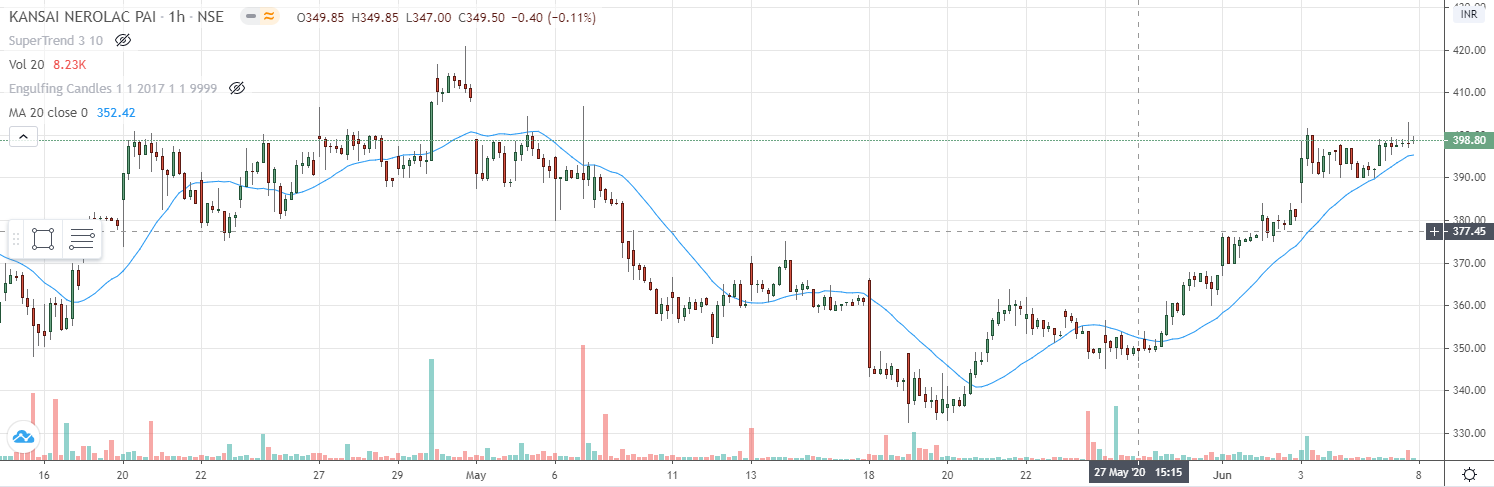 KANSAI NEROLAC PAI · 1h · NSE O349.85 H349.85 L347.00 C349.50 −0.40 (−0.11%)
SuperTrend 3 10
Vol 20 8.23K
Engulfing Candles 1 1 2017 1 1 9999
MA 20 close 0 352.42
INR
420.00
410.00
398.80
390.00
380.00
377.45
370.00
360.00
350.00
340.00
330.00
16 20 22 27 29 May 6 11 13 18 20 22 27 May '20 15:15 Jun 3 8